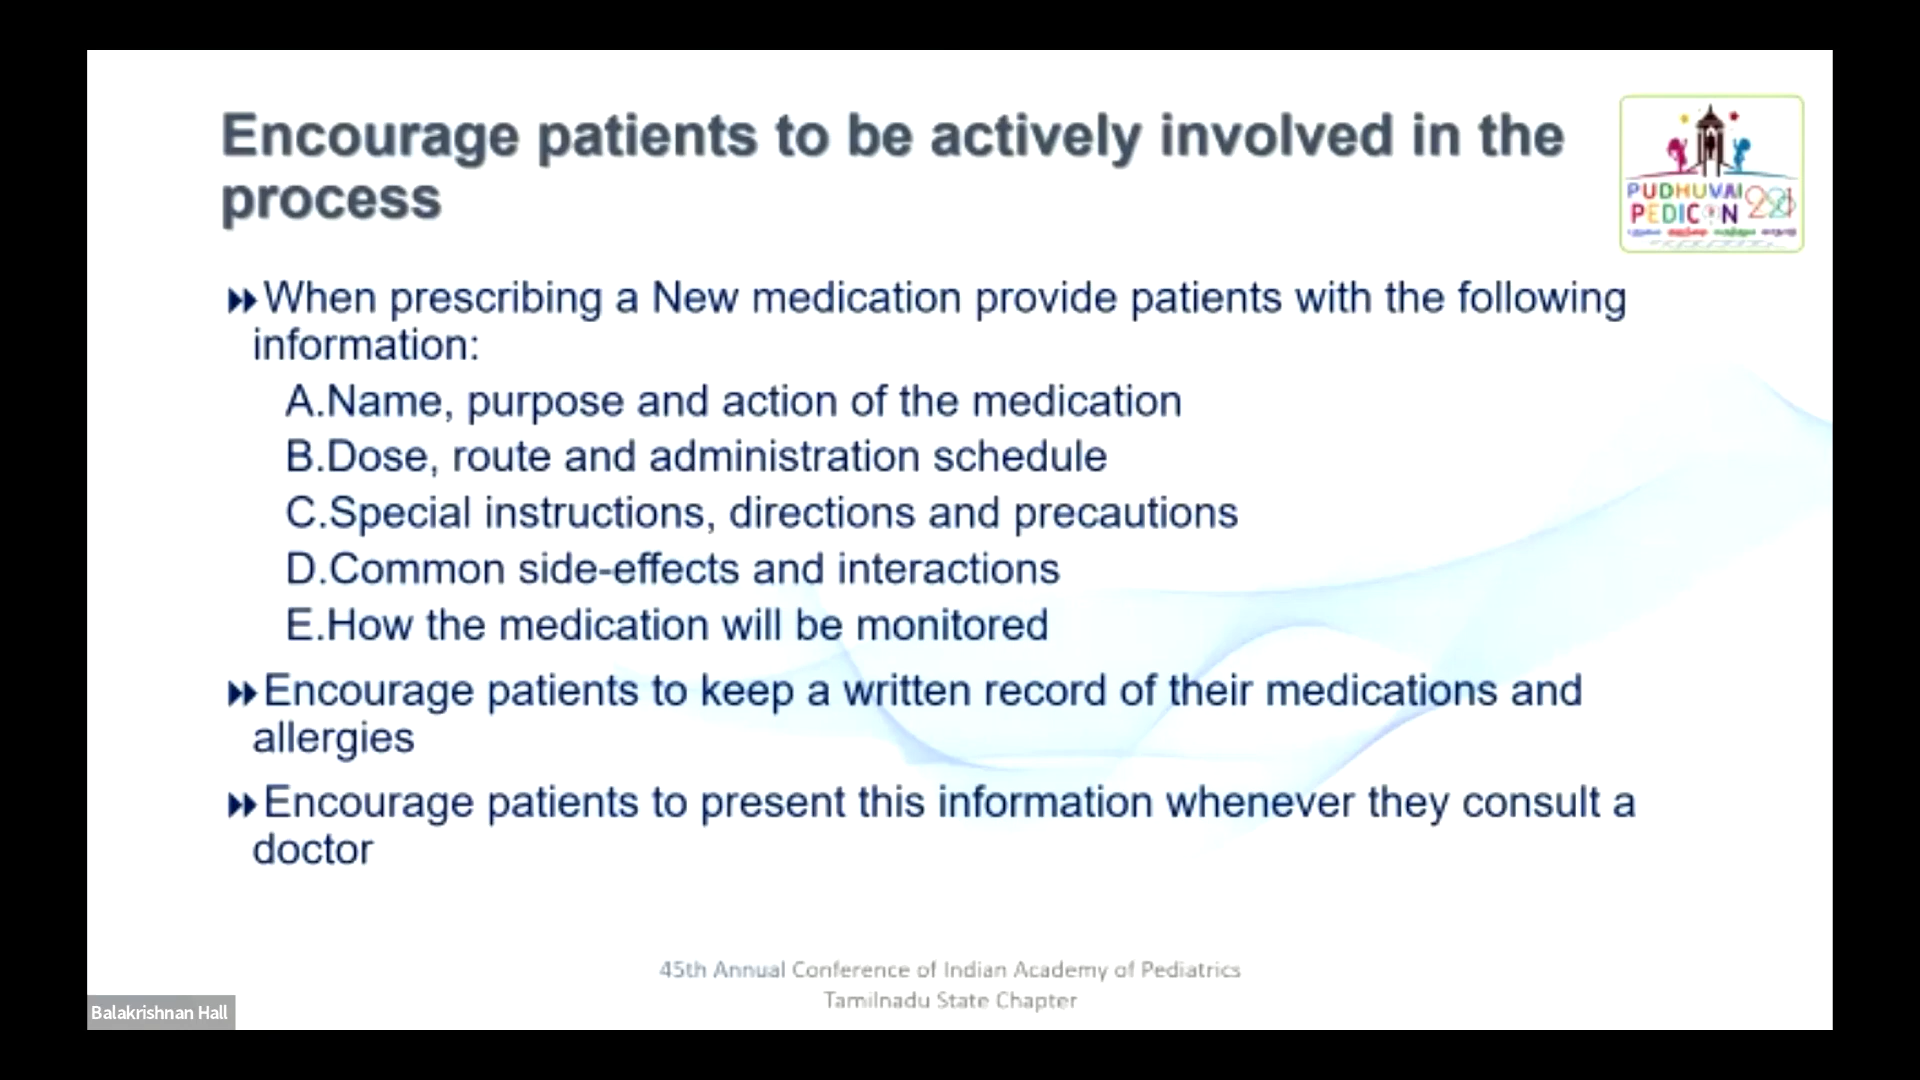 Encourage patients to be actively involved in the
process
PUDHUVAI
PEDICON
When prescribing a New medication provide patients with the following
information:
A.Name, purpose and action of the medication
B.Dose, route and administration schedule
C.Special instructions, directions and precautions
D.Common side-effects and interactions
E.How the medication will be monitored
Encourage patients to keep a written record of their medications and
allergies
Encourage patients to present this information whenever they consult a
doctor
45th Annual Conference of Indian Academy of Pediatrics
Tamilnadu State Chapter
Balakrishnan Hall